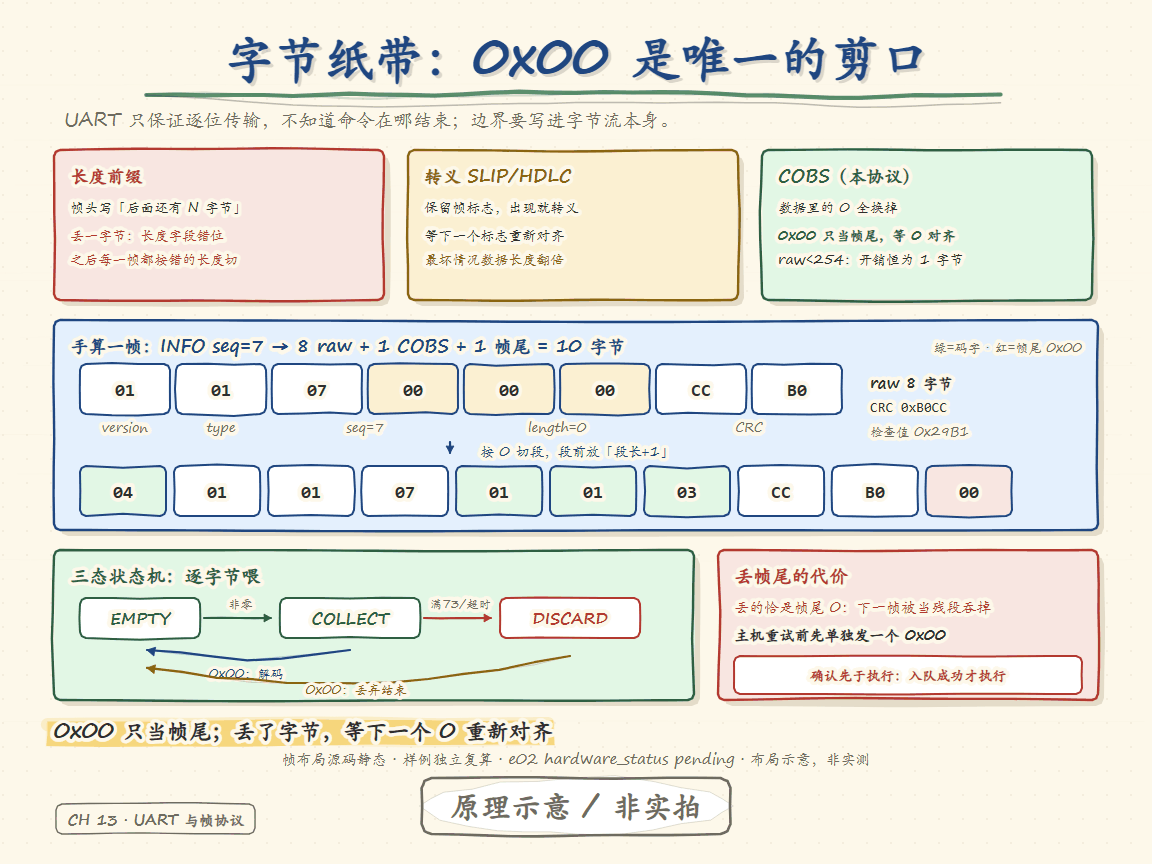 字节纸带：0x00 是唯一的剪口
UART 只保证逐位传输，不知道命令在哪结束；边界要写进字节流本身。
长度前缀
帧头写「后面还有 N 字节」
丢一字节：长度字段错位
之后每一帧都按错的长度切
转义 SLIP/HDLC
保留帧标志，出现就转义
等下一个标志重新对齐
最坏情况数据长度翻倍
COBS（本协议）
数据里的 0 全换掉
0x00 只当帧尾，等 0 对齐
raw<254：开销恒为 1 字节
手算一帧：INFO seq=7 → 8 raw + 1 COBS + 1 帧尾 = 10 字节
绿=码字 · 红=帧尾 0x00
01 01 07 00 00 00 CC B0
version type seq=7 length=0 CRC
raw 8 字节
CRC 0xB0CC
检查值 0x29B1
按 0 切段，段前放「段长+1」
04 01 01 07 01 01 03 CC B0 00
三态状态机：逐字节喂
EMPTY 非零 COLLECT 满73/超时 DISCARD
0x00：解码
0x00：丢弃结束
丢帧尾的代价
丢的恰是帧尾 0：下一帧被当残段吞掉
主机重试前先单独发一个 0x00
确认先于执行：入队成功才执行
0x00 只当帧尾；丢了字节，等下一个 0 重新对齐
帧布局源码静态 · 样例独立复算 · e02 hardware_status pending · 布局示意，非实测
原理示意 / 非实拍
CH 13 · UART 与帧协议